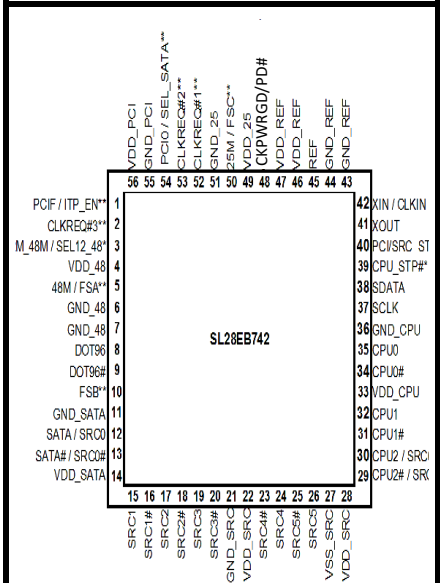 VDD_PCI
GND_PCI
PCI0 / SEL_SATA**
CLKREQ#2**
CLKREQ#1**
GND_25
25M / FSC**
VDD_25
CKPWRGD/PD#
VDD_REF
VDD_REF
REF
GND_REF
GND_REF
56 55 54 53 52 51 50 49 48 47 46 45 44 43
PCIF / ITP_EN** 1
CLKREQ#3** 2
M_48M / SEL12_48* 3
VDD_48 4
48M / FSA** 5
GND_48 6
GND_48 7
DOT96 8
DOT96# 9
FSB** 10
GND_SATA 11
SATA / SRC0 12
SATA# / SRC0# 13
VDD_SATA 14
SL28EB742
42 XIN / CLKIN
41 XOUT
40 PCI/SRC_ST
39 CPU_STP#*
38 SDATA
37 SCLK
36 GND_CPU
35 CPU0
34 CPU0#
33 VDD_CPU
32 CPU1
31 CPU1#
30 CPU2 / SRC
29 CPU2# / SR
15 16 17 18 19 20 21 22 23 24 25 26 27 28
SRC1
SRC1#
SRC2
SRC2#
SRC3
SRC3#
GND_SRC
VDD_SRC
SRC4#
SRC4
SRC5#
SRC5
VSS_SRC
VDD_SRC